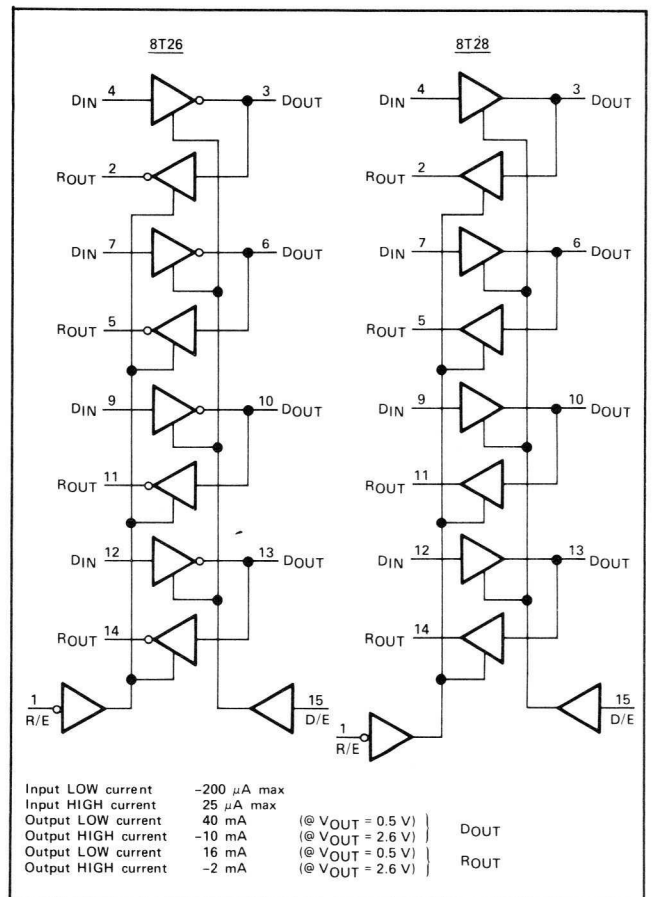 8T26
8T28
DIN 4 3 DOUT
DIN 4 3 DOUT
ROUT 2
ROUT 2
DIN 7 6 DOUT
DIN 7 6 DOUT
ROUT 5
ROUT 5
DIN 9 10 DOUT
DIN 9 10 DOUT
ROUT 11
ROUT 11
DIN 12 13 DOUT
DIN 12 13 DOUT
ROUT 14
ROUT 14
1 15
R/E D/E
1 15
R/E D/E
Input LOW current -200 μA max
Input HIGH current 25 μA max
Output LOW current 40 mA (@ VOUT = 0.5 V) }
Output HIGH current -10 mA (@ VOUT = 2.6 V) } DOUT
Output LOW current 16 mA (@ VOUT = 0.5 V) }
Output HIGH current -2 mA (@ VOUT = 2.6 V) } ROUT